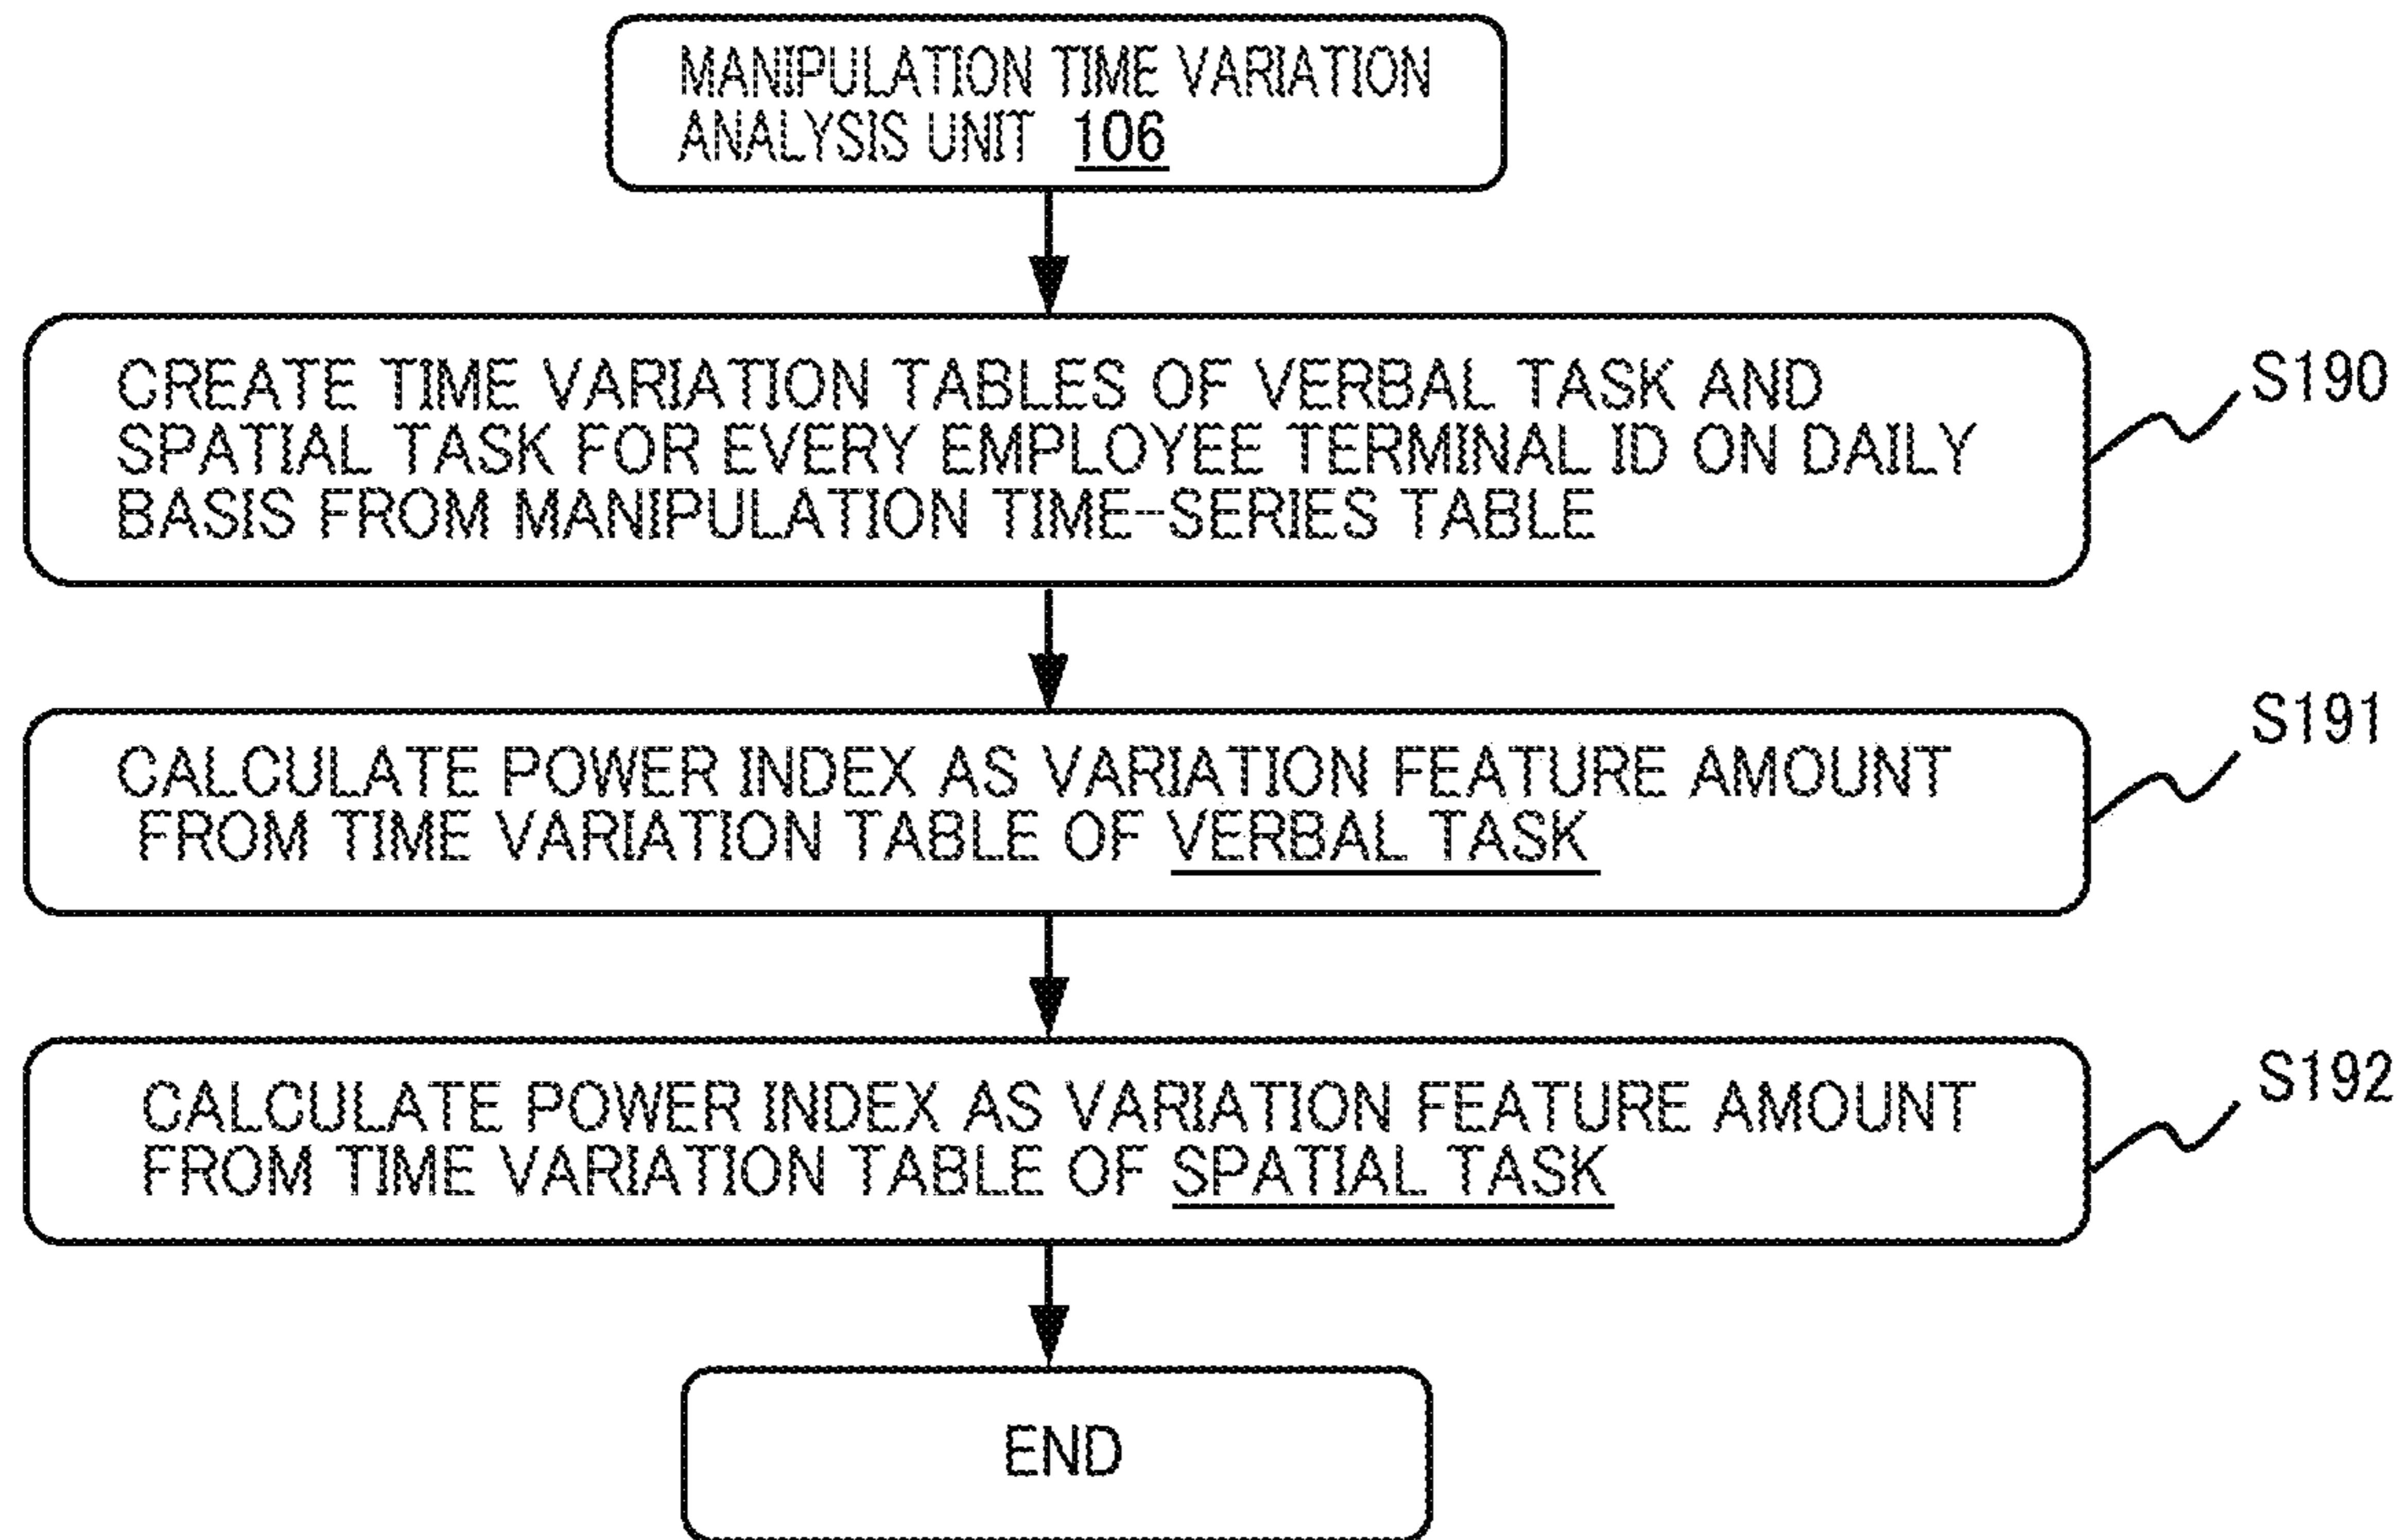 MANIPULATION TIME VARIATION
ANALYSIS UNIT 106
CREATE TIME VARIATION TABLES OF VERBAL TASK AND
SPATIAL TASK FOR EVERY EMPLOYEE TERMINAL ID ON DAILY
BASIS FROM MANIPULATION TIME-SERIES TABLE
S190
CALCULATE POWER INDEX AS VARIATION FEATURE AMOUNT
FROM TIME VARIATION TABLE OF VERBAL TASK
S191
CALCULATE POWER INDEX AS VARIATION FEATURE AMOUNT
FROM TIME VARIATION TABLE OF SPATIAL TASK
S192
END